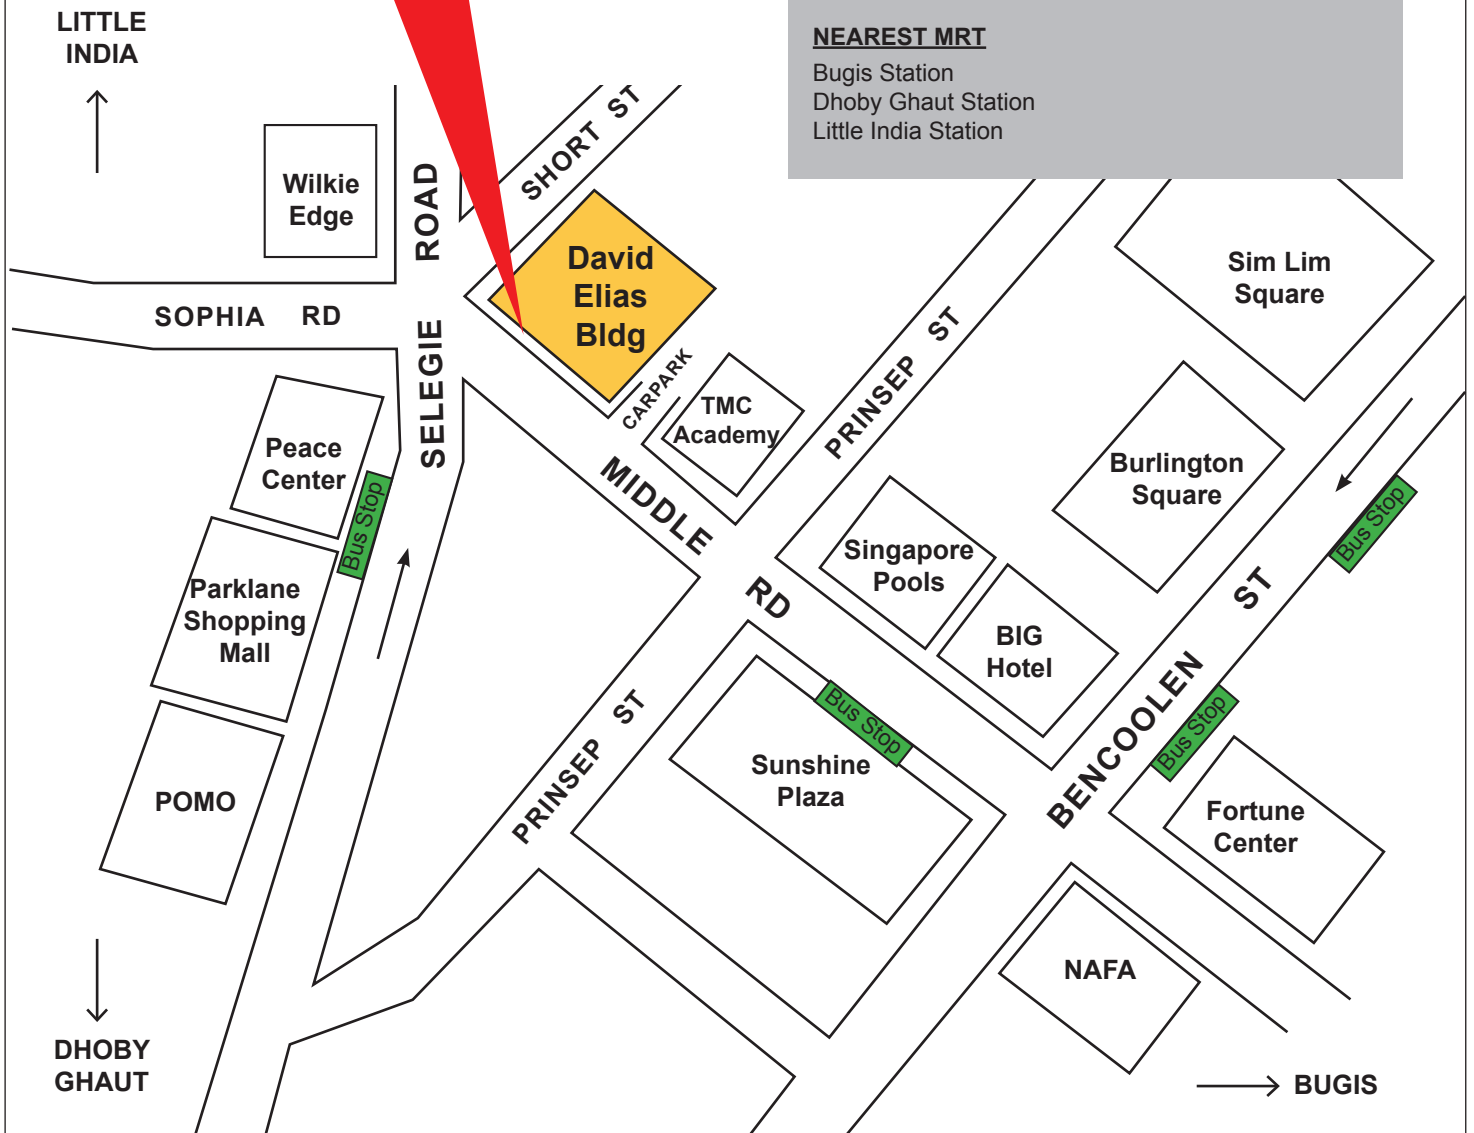 LITTLE
INDIA
NEAREST MRT
Bugis Station
Dhoby Ghaut Station
Little India Station
SHORT ST
Wilkie
Edge
SELEGIE ROAD
David
Elias
Bldg
Sim Lim
Square
SOPHIA RD
PRINSEP ST
CARPARK
TMC
Academy
Peace
Center
Bus Stop
MIDDLE RD
Burlington
Square
Bus Stop
Singapore
Pools
Parklane
Shopping
Mall
BIG
Hotel
BENCOOLEN ST
PRINSEP ST
Bus Stop
Bus Stop
Sunshine
Plaza
POMO
Fortune
Center
NAFA
DHOBY
GHAUT
BUGIS